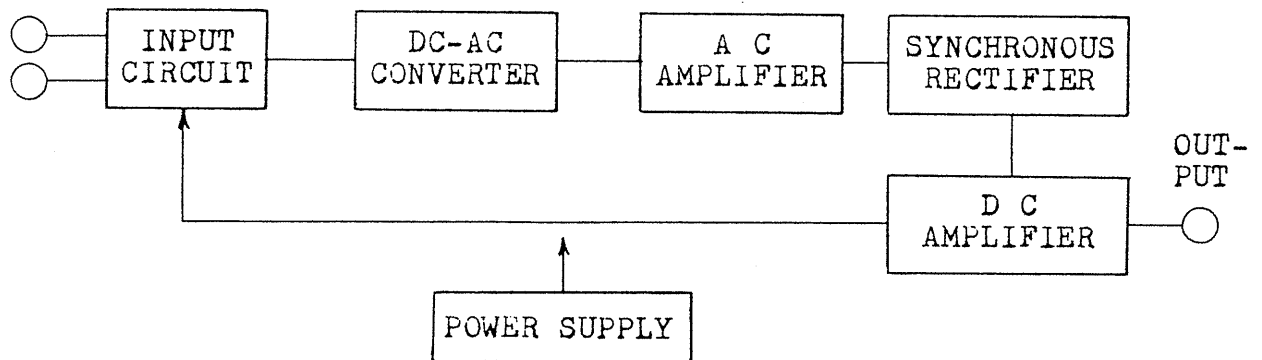 INPUT
CIRCUIT
DC-AC
CONVERTER
A C
AMPLIFIER
SYNCHRONOUS
RECTIFIER
OUT-
PUT
D C
AMPLIFIER
POWER SUPPLY